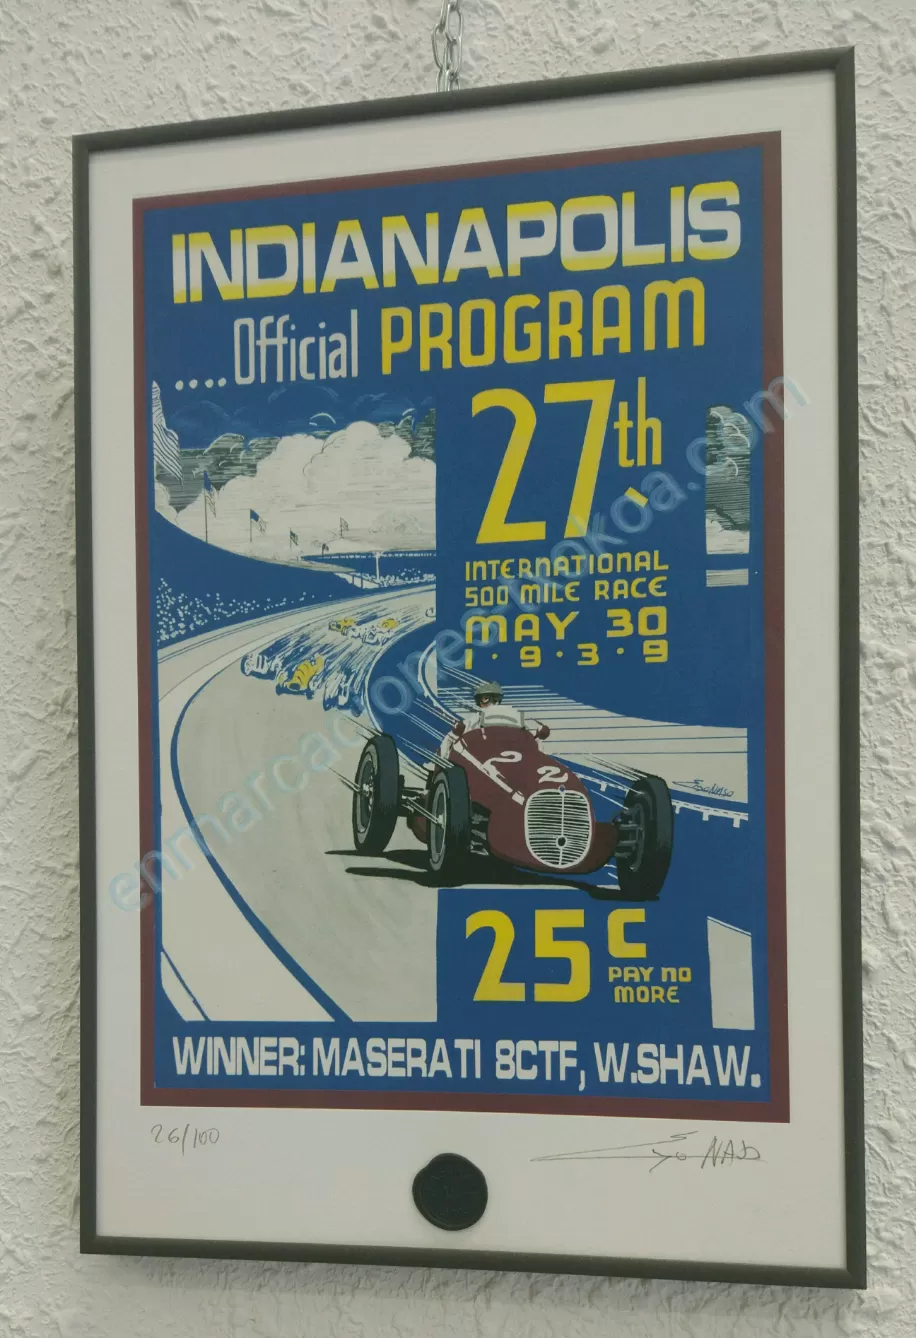 INDIANAPOLIS
....Official PROGRAM
27th
INTERNATIONAL
500 MILE RACE
MAY 30
1·9·3·9
22
25c
PAY NO
MORE
WINNER: MASERATI 8CTF, W.SHAW.
26/100